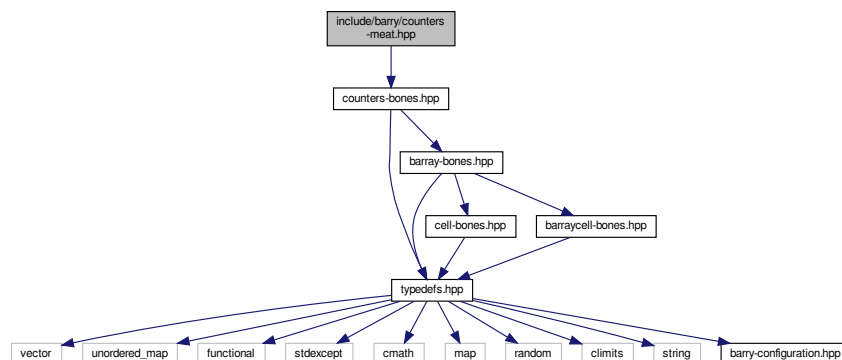 include/barry/counters
-meat.hpp
counters-bones.hpp
barray-bones.hpp
cell-bones.hpp
barraycell-bones.hpp
typedefs.hpp
vector
unordered_map
functional
stdexcept
cmath
map
random
climits
string
barry-configuration.hpp